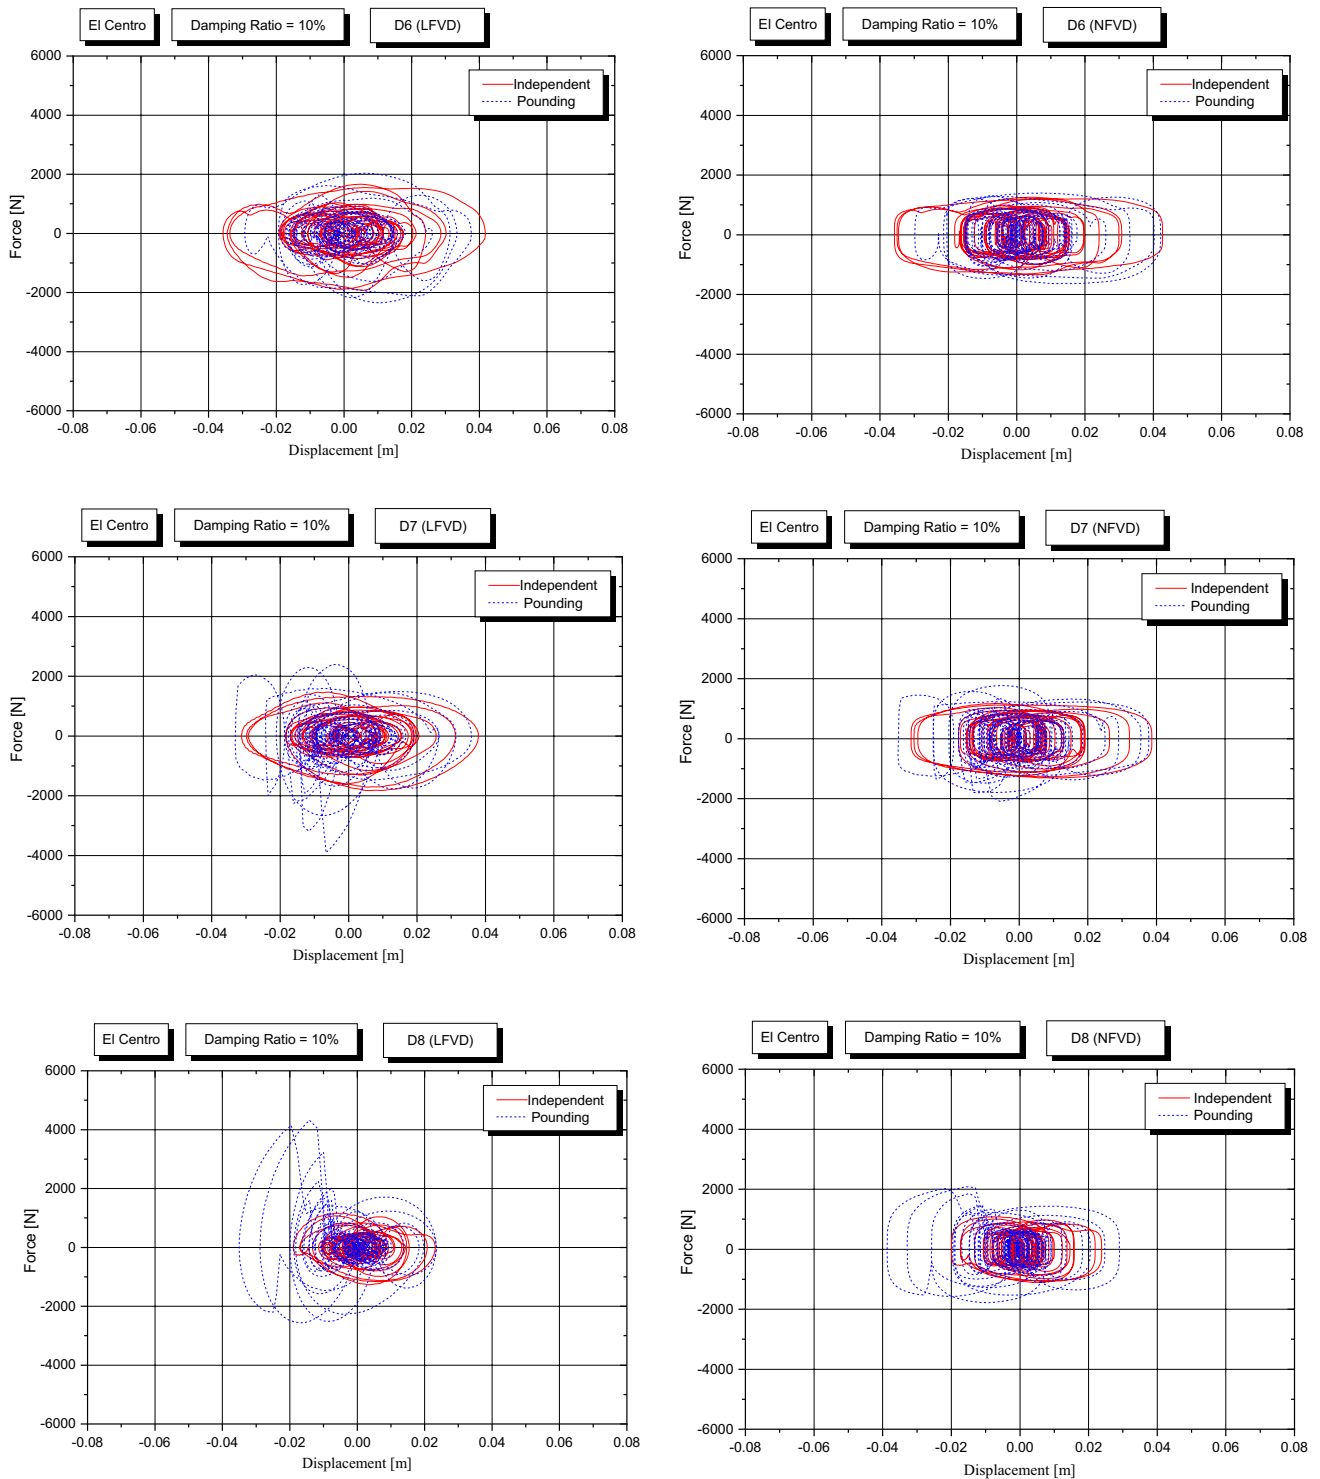 El Centro
Damping Ratio = 10%
D6 (LFVD)
6000
4000
2000
0
-2000
-4000
-6000
Force [N]
Independent
Pounding
-0.08 -0.06 -0.04 -0.02 0.00 0.02 0.04 0.06 0.08
Displacement [m]
El Centro
Damping Ratio = 10%
D6 (NFVD)
6000
4000
2000
0
-2000
-4000
-6000
Force [N]
Independent
Pounding
-0.08 -0.06 -0.04 -0.02 0.00 0.02 0.04 0.06 0.08
Displacement [m]
El Centro
Damping Ratio = 10%
D7 (LFVD)
6000
4000
2000
0
-2000
-4000
-6000
Force [N]
Independent
Pounding
-0.08 -0.06 -0.04 -0.02 0.00 0.02 0.04 0.06 0.08
Displacement [m]
El Centro
Damping Ratio = 10%
D7 (NFVD)
6000
4000
2000
0
-2000
-4000
-6000
Force [N]
Independent
Pounding
-0.08 -0.06 -0.04 -0.02 0.00 0.02 0.04 0.06 0.08
Displacement [m]
El Centro
Damping Ratio = 10%
D8 (LFVD)
6000
4000
2000
0
-2000
-4000
-6000
Force [N]
Independent
Pounding
-0.08 -0.06 -0.04 -0.02 0.00 0.02 0.04 0.06 0.08
Displacement [m]
El Centro
Damping Ratio = 10%
D8 (NFVD)
6000
4000
2000
0
-2000
-4000
-6000
Force [N]
Independent
Pounding
-0.08 -0.06 -0.04 -0.02 0.00 0.02 0.04 0.06 0.08
Displacement [m]